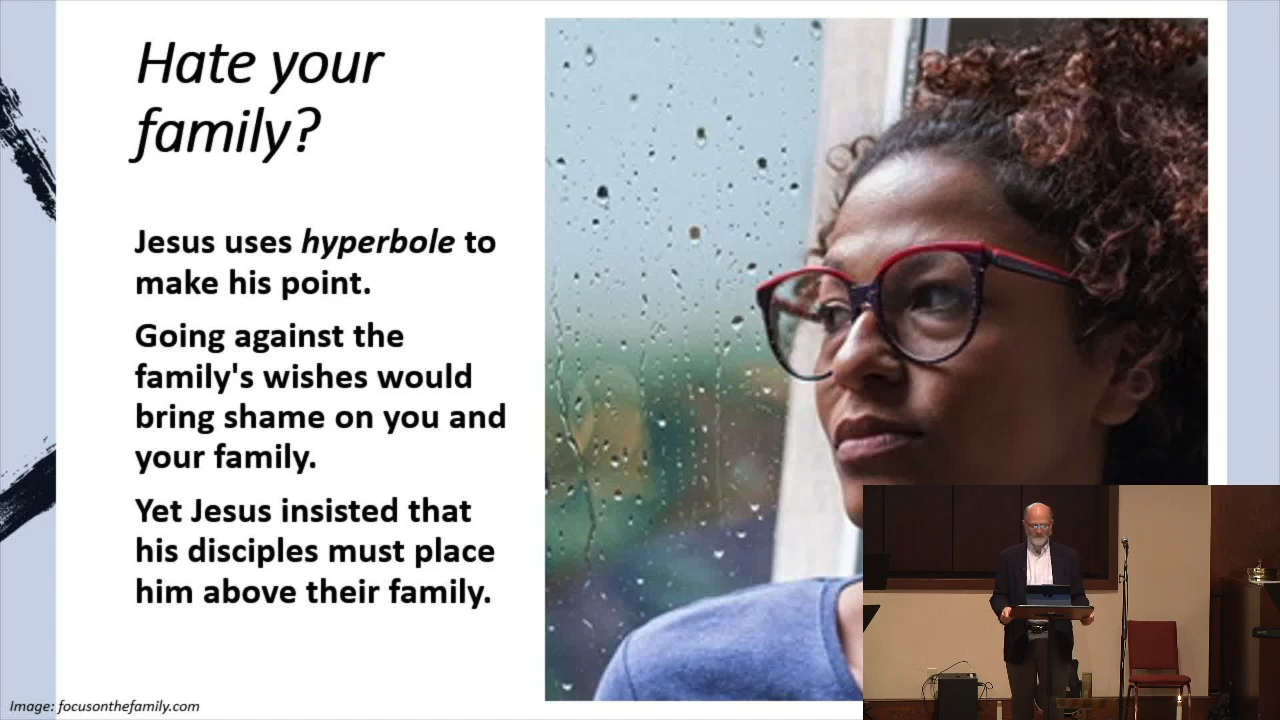 Hate your
family?
Jesus uses hyperbole to
make his point.
Going against the
family's wishes would
bring shame on you and
your family.
Yet Jesus insisted that
his disciples must place
him above their family.
Image: focusonthefamily.com